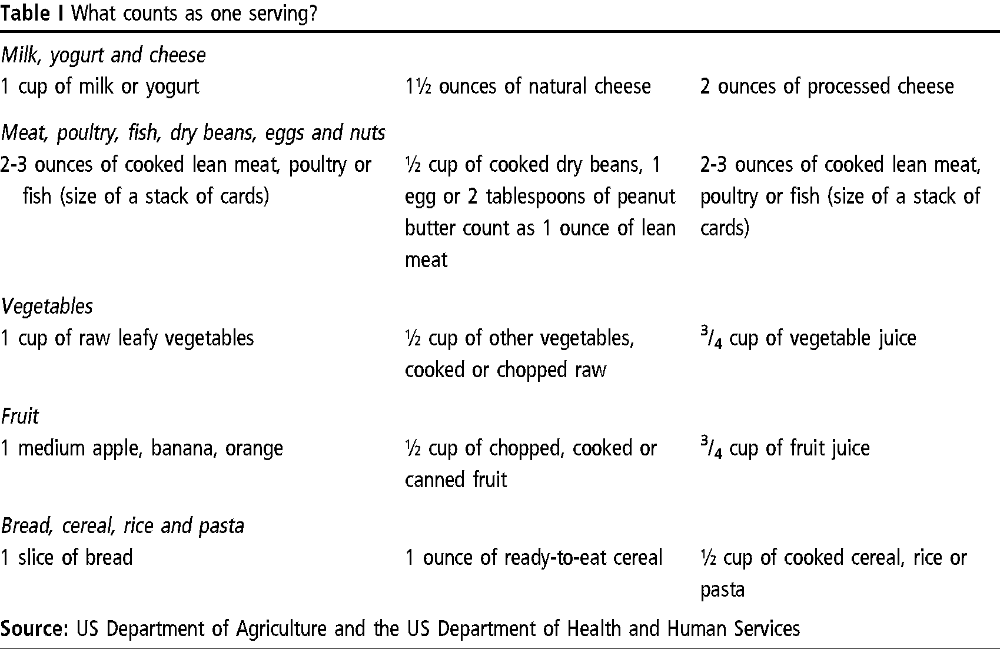 Table I What counts as one serving?
Milk, yogurt and cheese
1 cup of milk or yogurt
1½ ounces of natural cheese
2 ounces of processed cheese
Meat, poultry, fish, dry beans, eggs and nuts
2-3 ounces of cooked lean meat, poultry or
fish (size of a stack of cards)
½ cup of cooked dry beans, 1
egg or 2 tablespoons of peanut
butter count as 1 ounce of lean
meat
2-3 ounces of cooked lean meat,
poultry or fish (size of a stack of
cards)
Vegetables
1 cup of raw leafy vegetables
½ cup of other vegetables,
cooked or chopped raw
3/4 cup of vegetable juice
Fruit
1 medium apple, banana, orange
½ cup of chopped, cooked or
canned fruit
3/4 cup of fruit juice
Bread, cereal, rice and pasta
1 slice of bread
1 ounce of ready-to-eat cereal
½ cup of cooked cereal, rice or
pasta
Source: US Department of Agriculture and the US Department of Health and Human Services